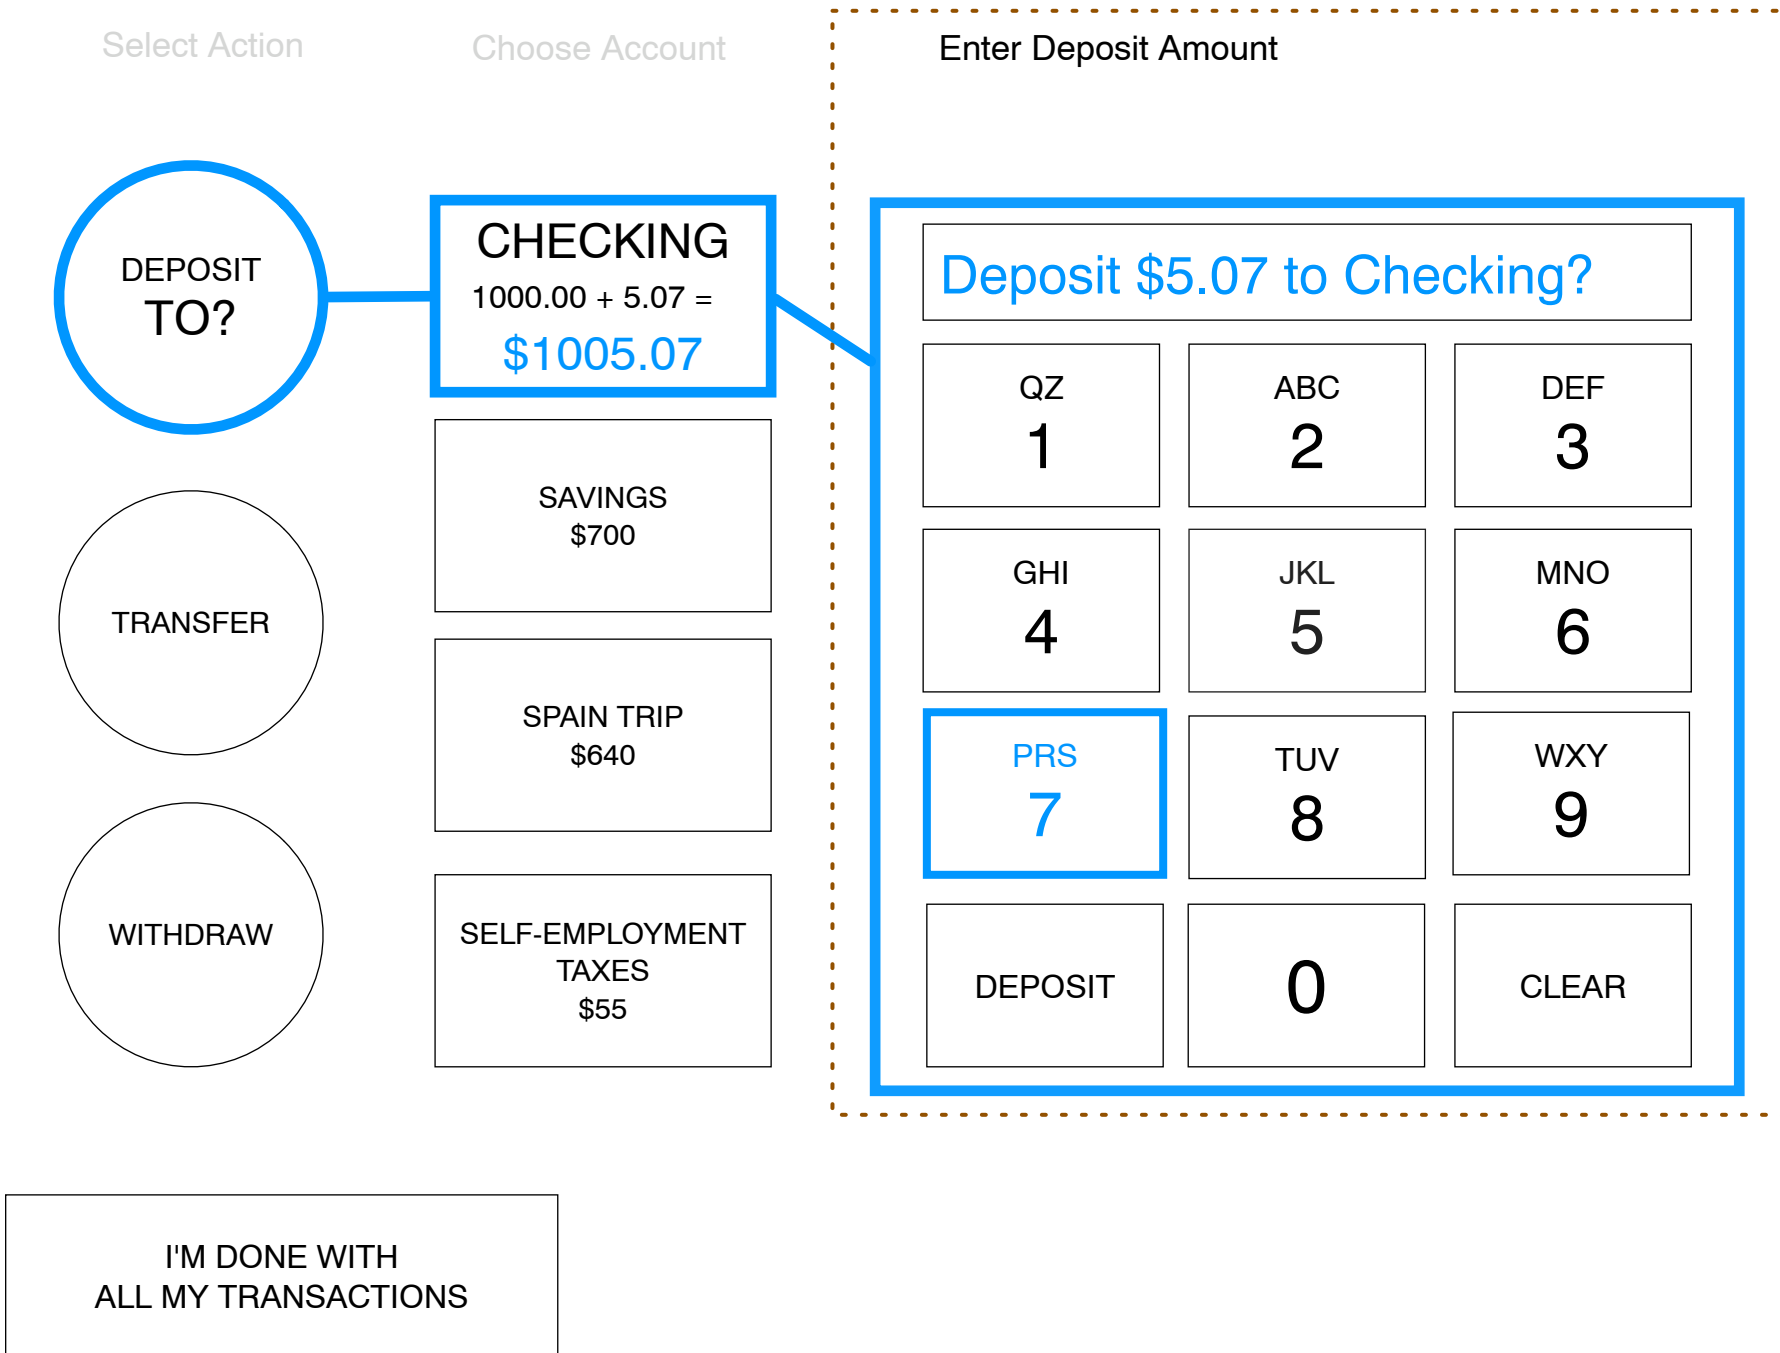 Select Action
Choose Account
Enter Deposit Amount
DEPOSIT
TO?
TRANSFER
WITHDRAW
CHECKING
1000.00 + 5.07 =
$1005.07
SAVINGS
$700
SPAIN TRIP
$640
SELF-EMPLOYMENT
TAXES
$55
Deposit $5.07 to Checking?
QZ
1
ABC
2
DEF
3
GHI
4
JKL
5
MNO
6
PRS
7
TUV
8
WXY
9
DEPOSIT
0
CLEAR
I'M DONE WITH
ALL MY TRANSACTIONS